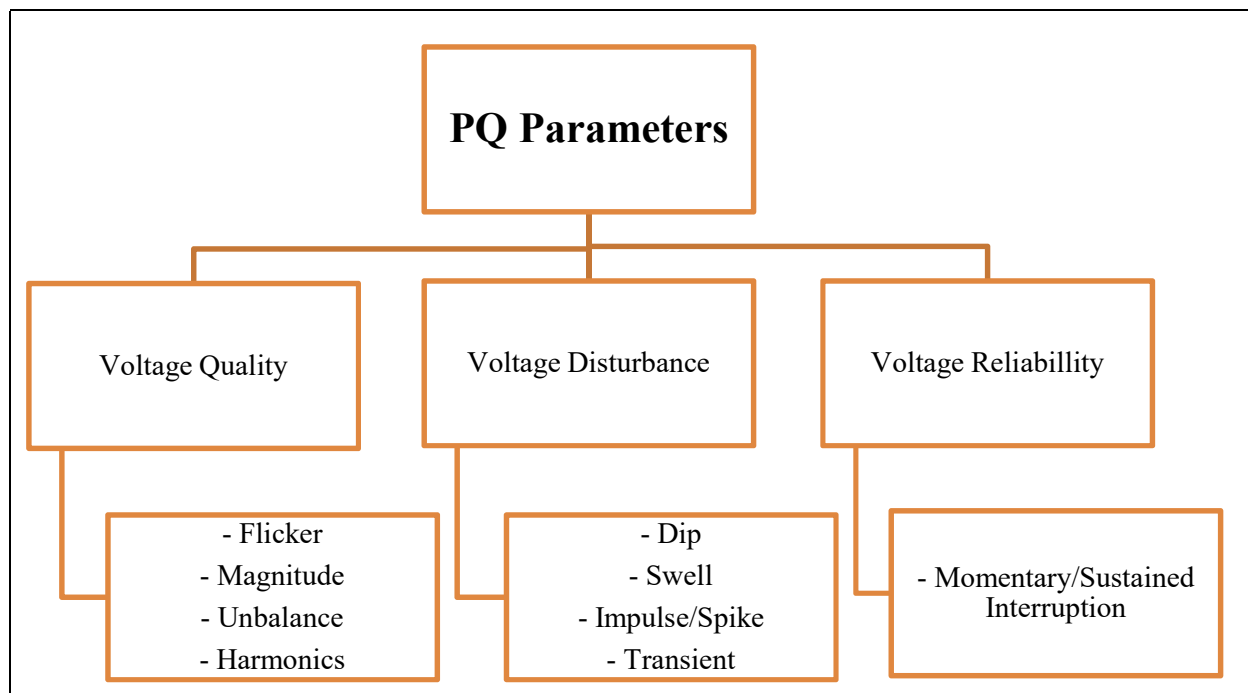 PQ Parameters
Voltage Quality
Voltage Disturbance
Voltage Reliabillity
- Flicker
- Magnitude
- Unbalance
- Harmonics
- Dip
- Swell
- Impulse/Spike
- Transient
- Momentary/Sustained
Interruption